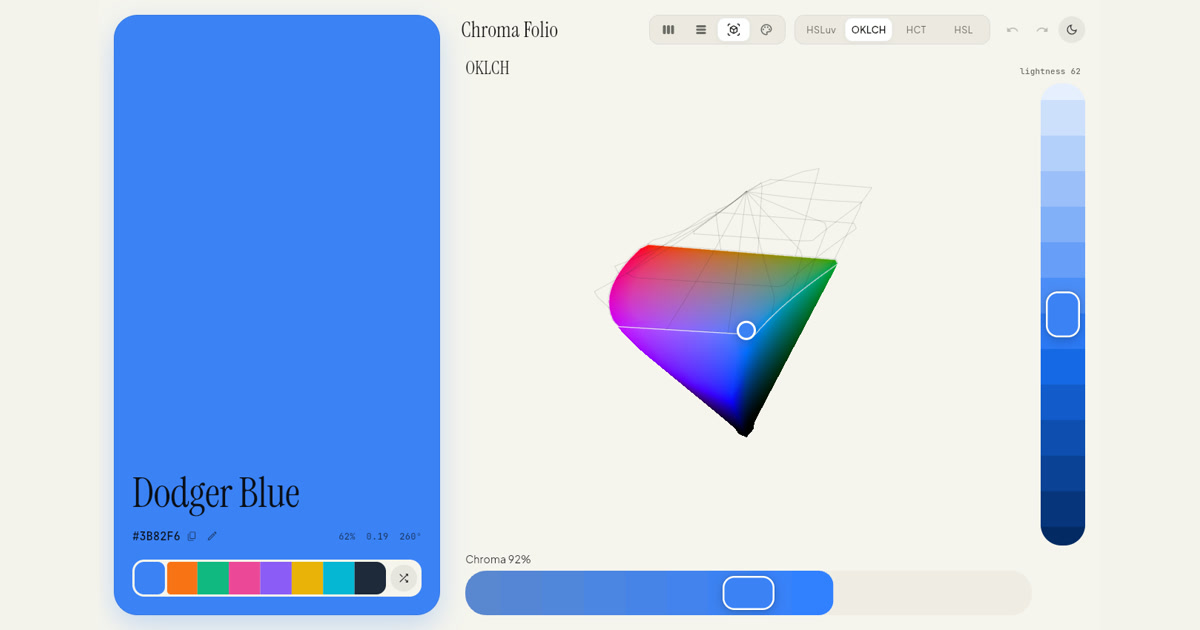 Chroma Folio
HSLuv OKLCH HCT HSL
OKLCH
lightness 62
Dodger Blue
#3B82F6
62% 0.19 260°
Chroma 92%